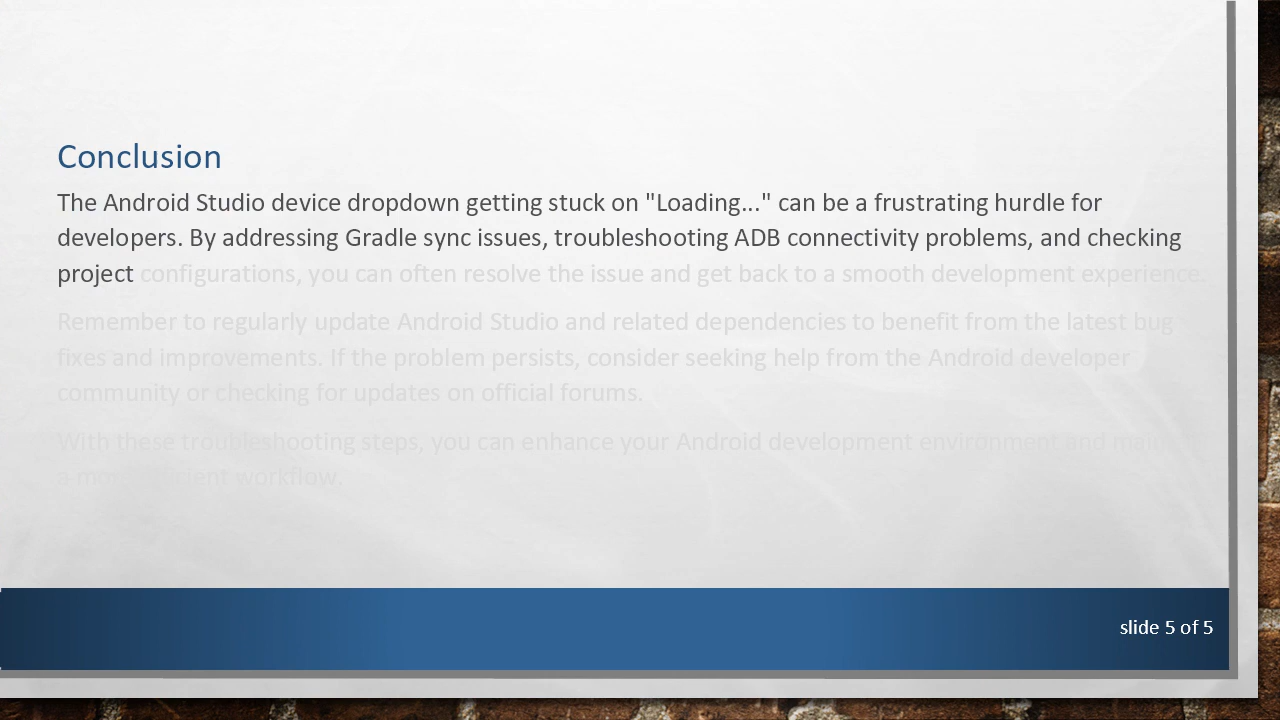 Conclusion
The Android Studio device dropdown getting stuck on "Loading..." can be a frustrating hurdle for
developers. By addressing Gradle sync issues, troubleshooting ADB connectivity problems, and checking
project configurations, you can often resolve the issue and get back to a smooth development experience.
Remember to regularly update Android Studio and related dependencies to benefit from the latest bug
fixes and improvements. If the problem persists, consider seeking help from the Android developer
community or checking for updates on official forums.
With these troubleshooting steps, you can enhance your Android development environment and
a workflow.
slide 5 of 5